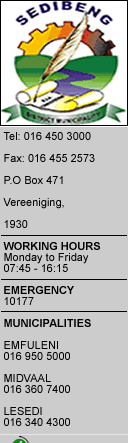 SEDIBENG
DISTRICT MUNICIPALITY
Tel: 016 450 3000
Fax: 016 455 2573
P.O Box 471
Vereeniging,
1930
WORKING HOURS
Monday to Friday
07:45 - 16:15
EMERGENCY
10177
MUNICIPALITIES
EMFULENI
016 950 5000
MIDVAAL
016 360 7400
LESEDI
016 340 4300